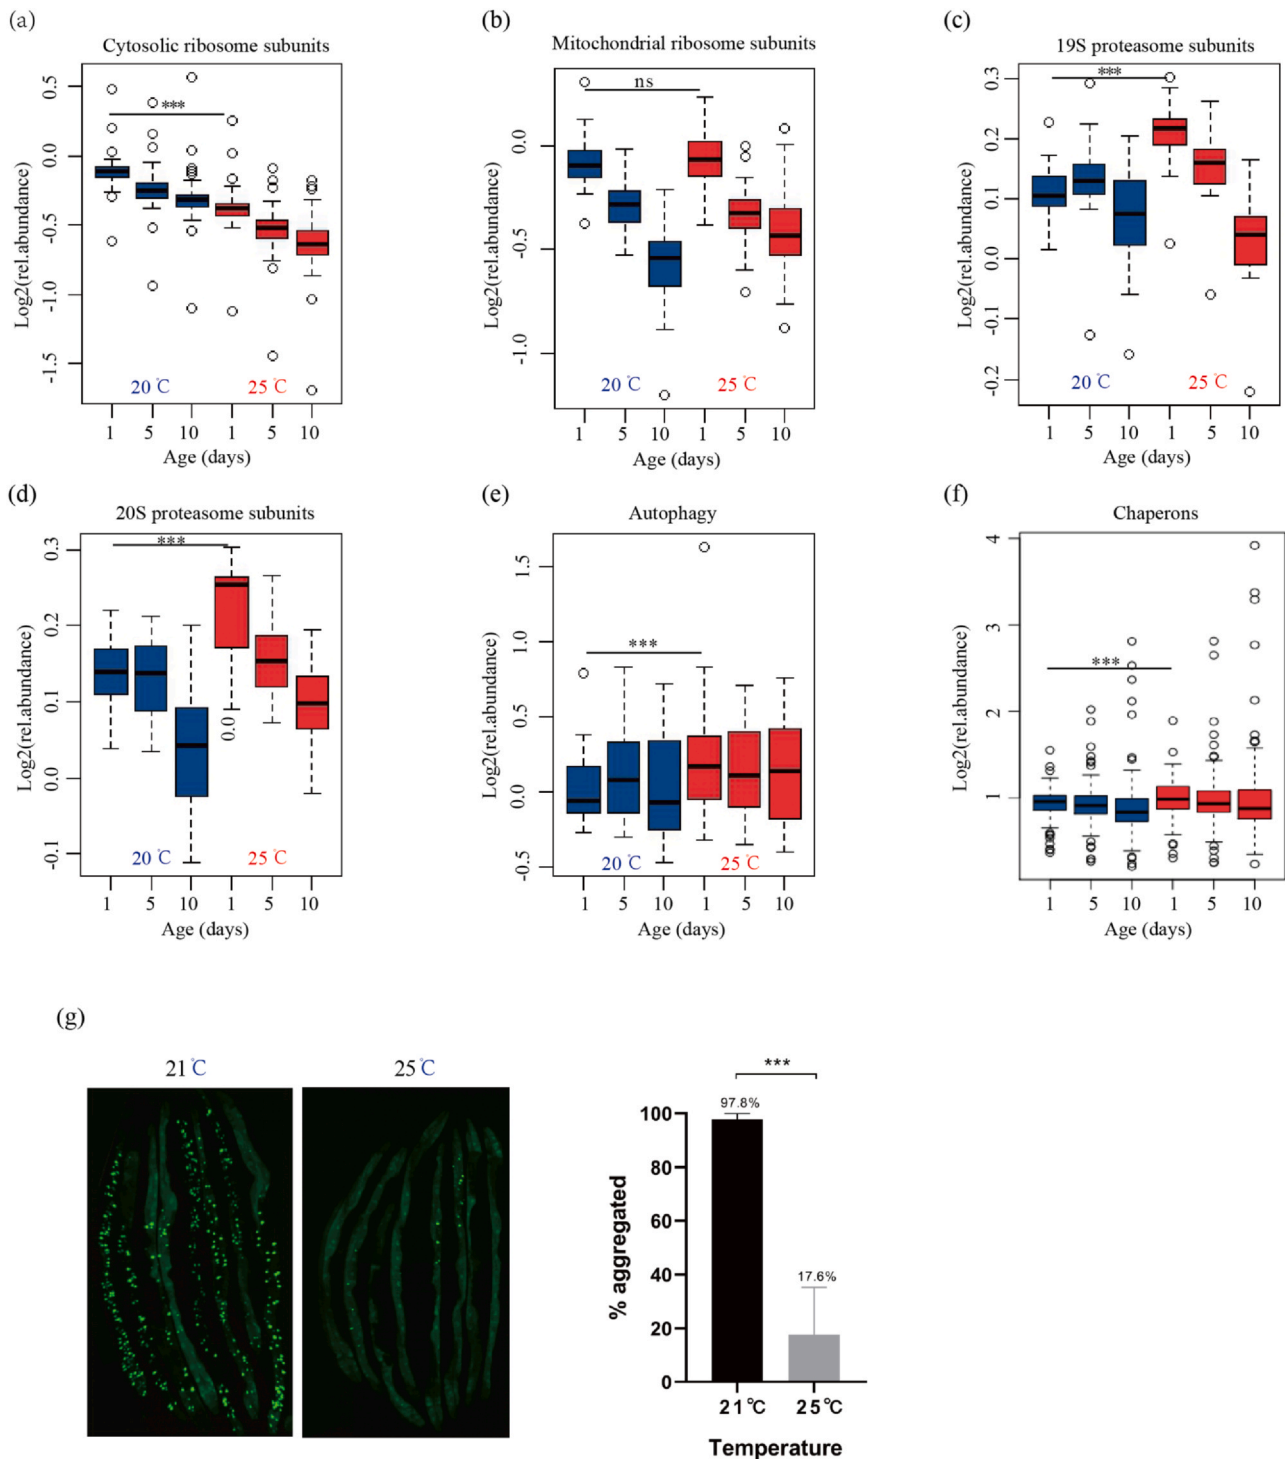 (a)
Cytosolic ribosome subunits
Log2(rel.abundance)
0.5
0.0
-0.5
-1.0
-1.5
***
20 ℃ 25 ℃
1 5 10 1 5 10
Age (days)
(b)
Mitochondrial ribosome subunits
Log2(rel.abundance)
0.0
-0.5
-1.0
ns
20 ℃ 25 ℃
1 5 10 1 5 10
Age (days)
(c)
19S proteasome subunits
Log2(rel.abundance)
0.3
0.2
0.1
0.0
-0.1
-0.2
***
20 ℃ 25 ℃
1 5 10 1 5 10
Age (days)
(d)
20S proteasome subunits
Log2(rel.abundance)
0.3
0.2
0.1
0.0
-0.1
***
0.0
20 ℃ 25 ℃
1 5 10 1 5 10
Age (days)
(e)
Autophagy
Log2(rel.abundance)
1.5
1.0
0.5
0.0
-0.5
***
20 ℃ 25 ℃
1 5 10 1 5 10
Age (days)
(f)
Chaperons
Log2(rel.abundance)
4
3
2
1
***
1 5 10 1 5 10
Age (days)
(g)
21℃ 25℃
% aggregated
100
80
60
40
20
0
***
97.8%
17.6%
21℃ 25℃
Temperature